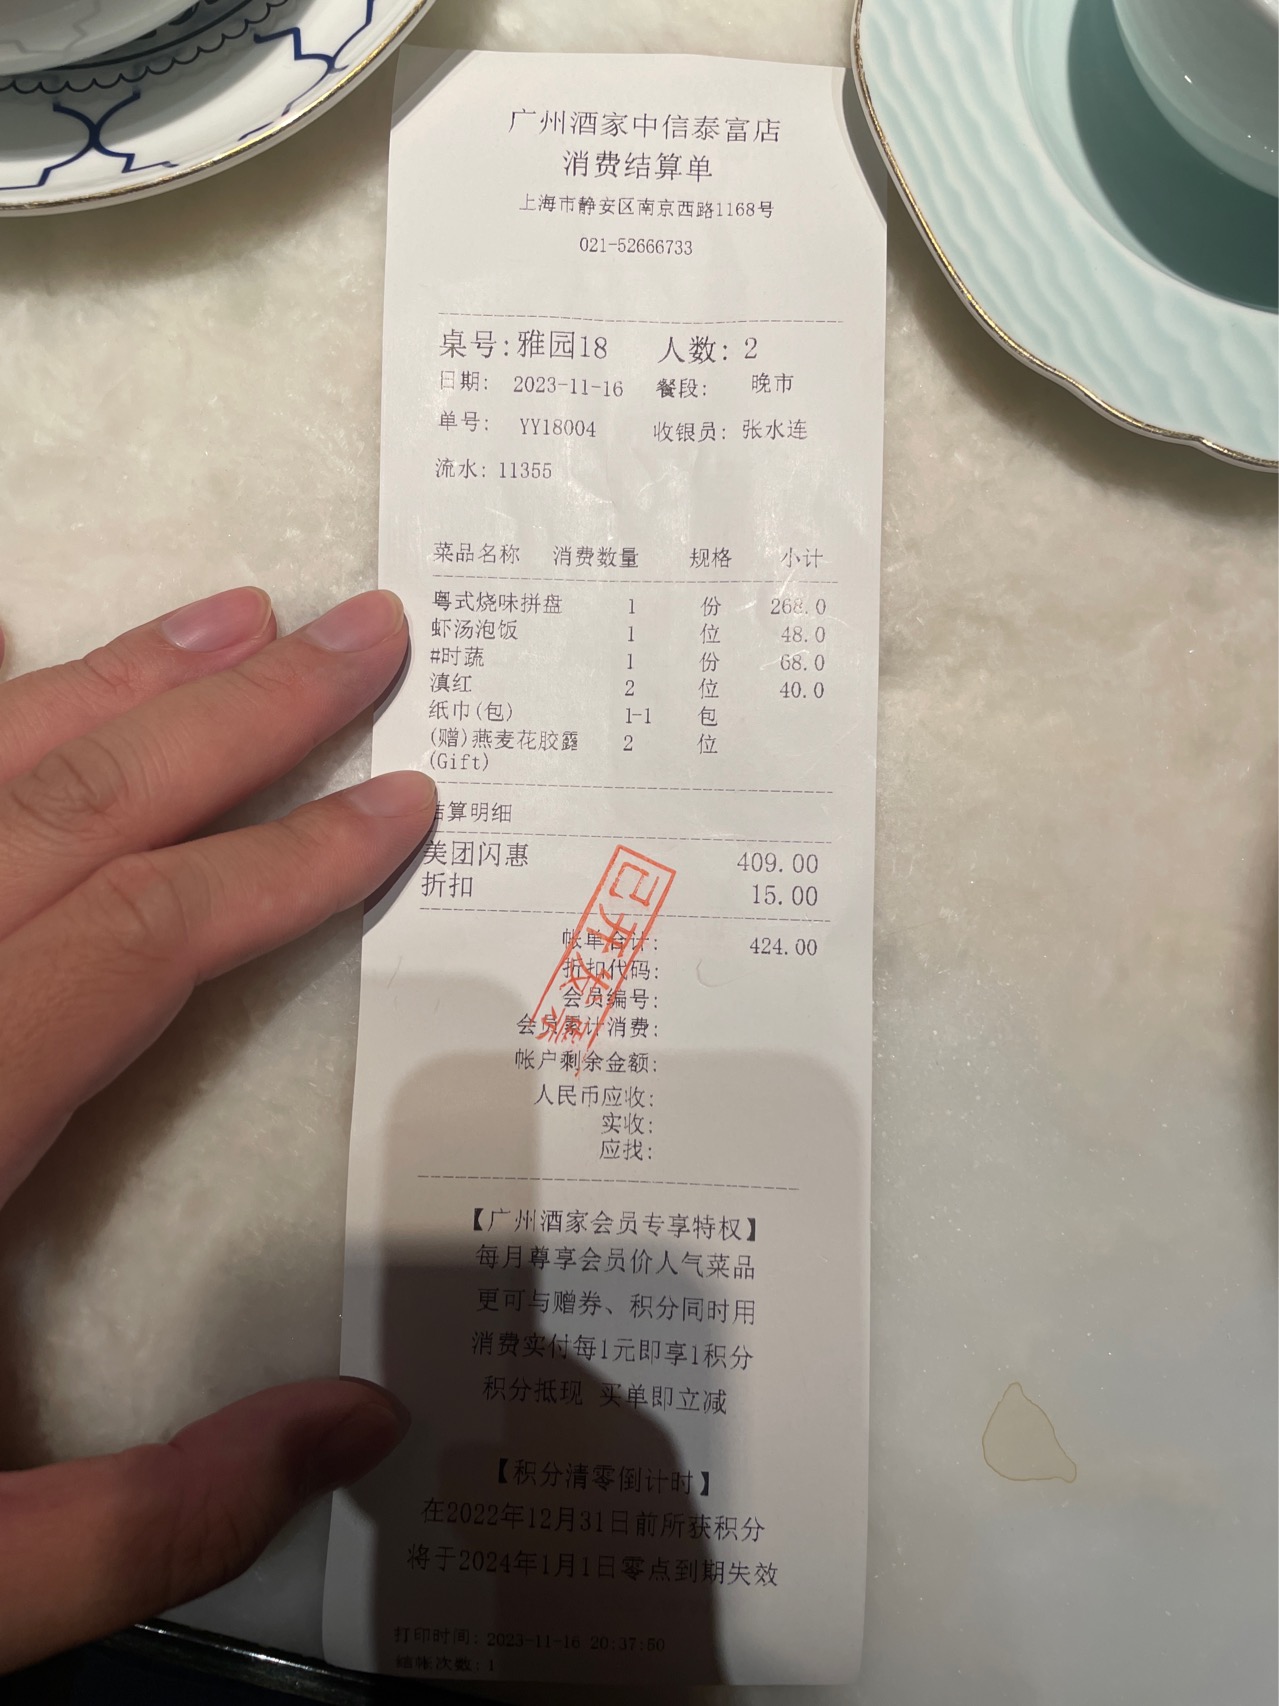 广州酒家中信泰富店
消费结算单
上海市静安区南京西路1168号
021-52666733
桌号:雅园18 人数: 2
日期: 2023-11-16 餐段: 晚市
单号: YY18004 收银员: 张水连
流水: 11355
菜品名称 消费数量 规格 小计
粤式烧味拼盘 1 份 268.0
虾汤泡饭 1 位 48.0
#时蔬 1 份 68.0
滇红 2 位 40.0
纸巾(包) 1-1 包
(赠)燕麦花胶露 2 位
(Gift)
结算明细
美团闪惠 409.00
折扣 15.00
已开发票
帐单合计: 424.00
折扣代码:
会员编号:
会员累计消费:
帐户剩余金额:
人民币应收:
实收:
应找:
【广州酒家会员专享特权】
每月尊享会员价人气菜品
更可与赠券、积分同时用
消费实付每1元即享1积分
积分抵现 买单即立减
【积分清零倒计时】
在2022年12月31日前所获积分
将于2024年1月1日零点到期失效
打印时间: 2023-11-16 20:37:50
结帐次数: 1